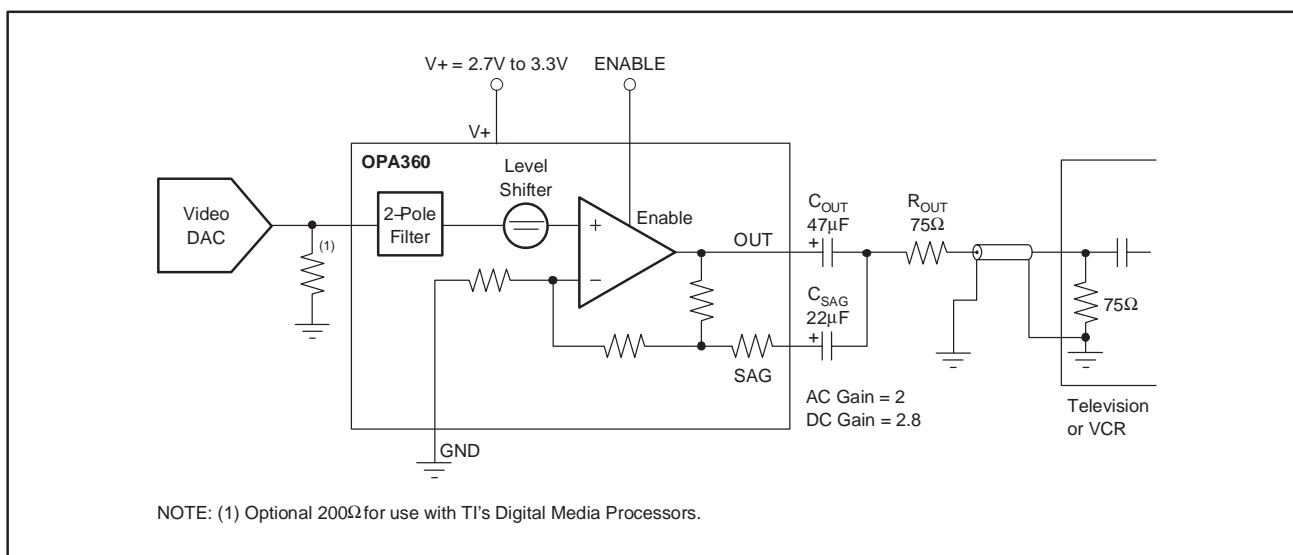 V+ = 2.7V to 3.3V
ENABLE
V+
OPA360
Level
Shifter
Video
DAC
(1)
2–Pole
Filter
+
−
Enable
OUT
C_OUT
47µF
+
R_OUT
75Ω
C_SAG
22µF
+
75Ω
SAG
AC Gain = 2
DC Gain = 2.8
Television
or VCR
GND
NOTE: (1) Optional 200Ω for use with TI's Digital Media Processors.